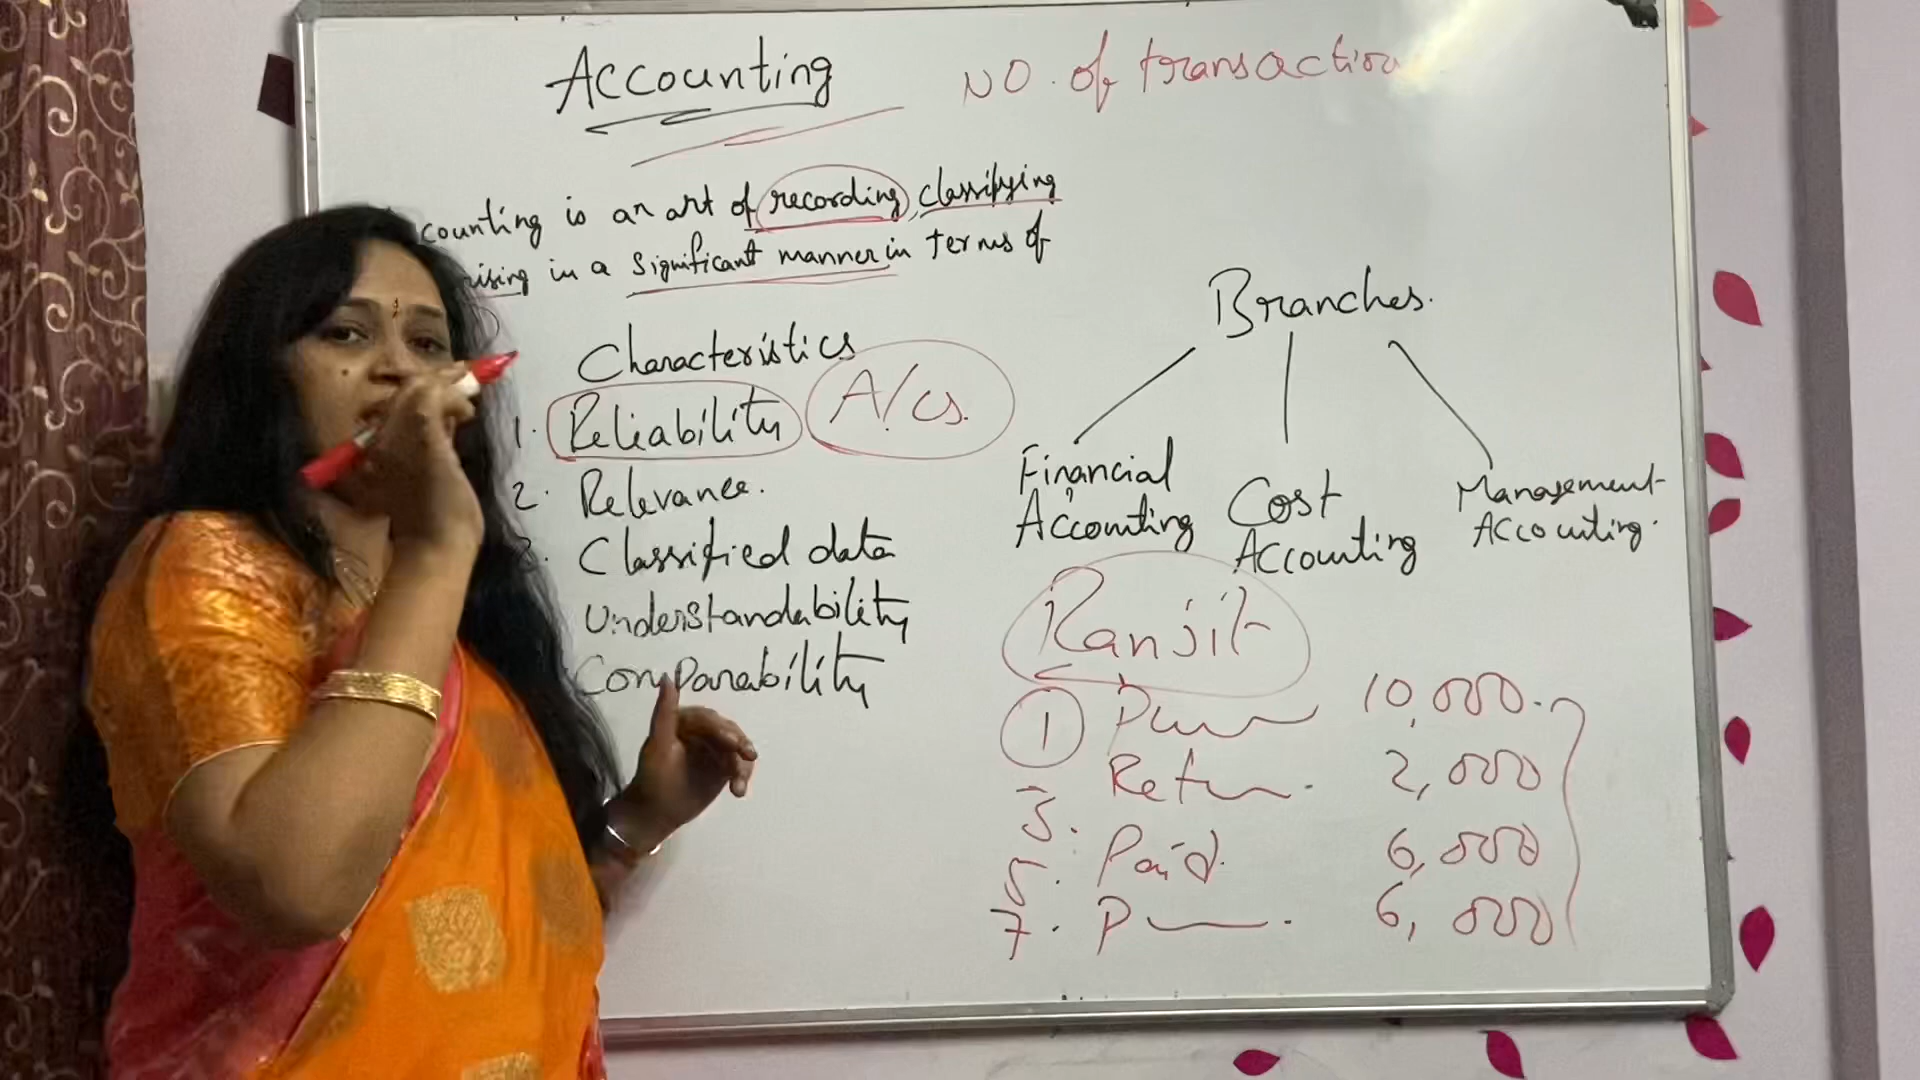 Accounting
NO. of transaction
counting is an art of recording, classifying
rising in a significant manner in terms of
Characteristics
1. Reliability
A/cs.
2. Relevance.
3. Classified data
Understandability
Comparability
Branches.
Financial Accounting
Cost Accounting
Management Accounting.
Ranjit
1 Pur 10,000.
Retur. 2,000
Paid. 6,000
7. P 6,000